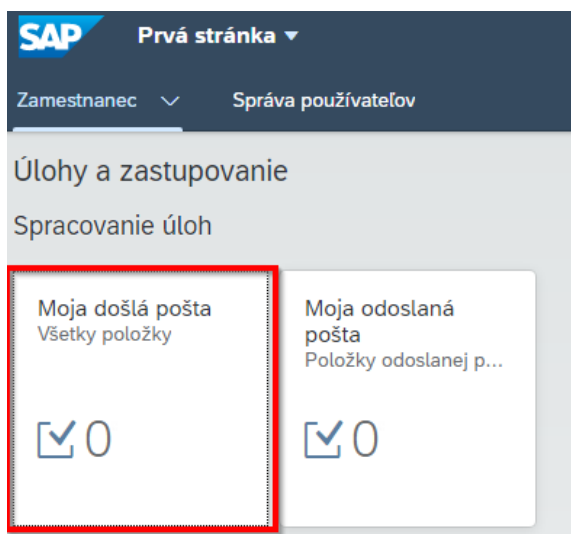 SAP Prvá stránka
Zamestnanec Správa používateľov
Úlohy a zastupovanie
Spracovanie úloh
Moja došlá pošta
Všetky položky
0
Moja odoslaná
pošta
Položky odoslanej p...
0